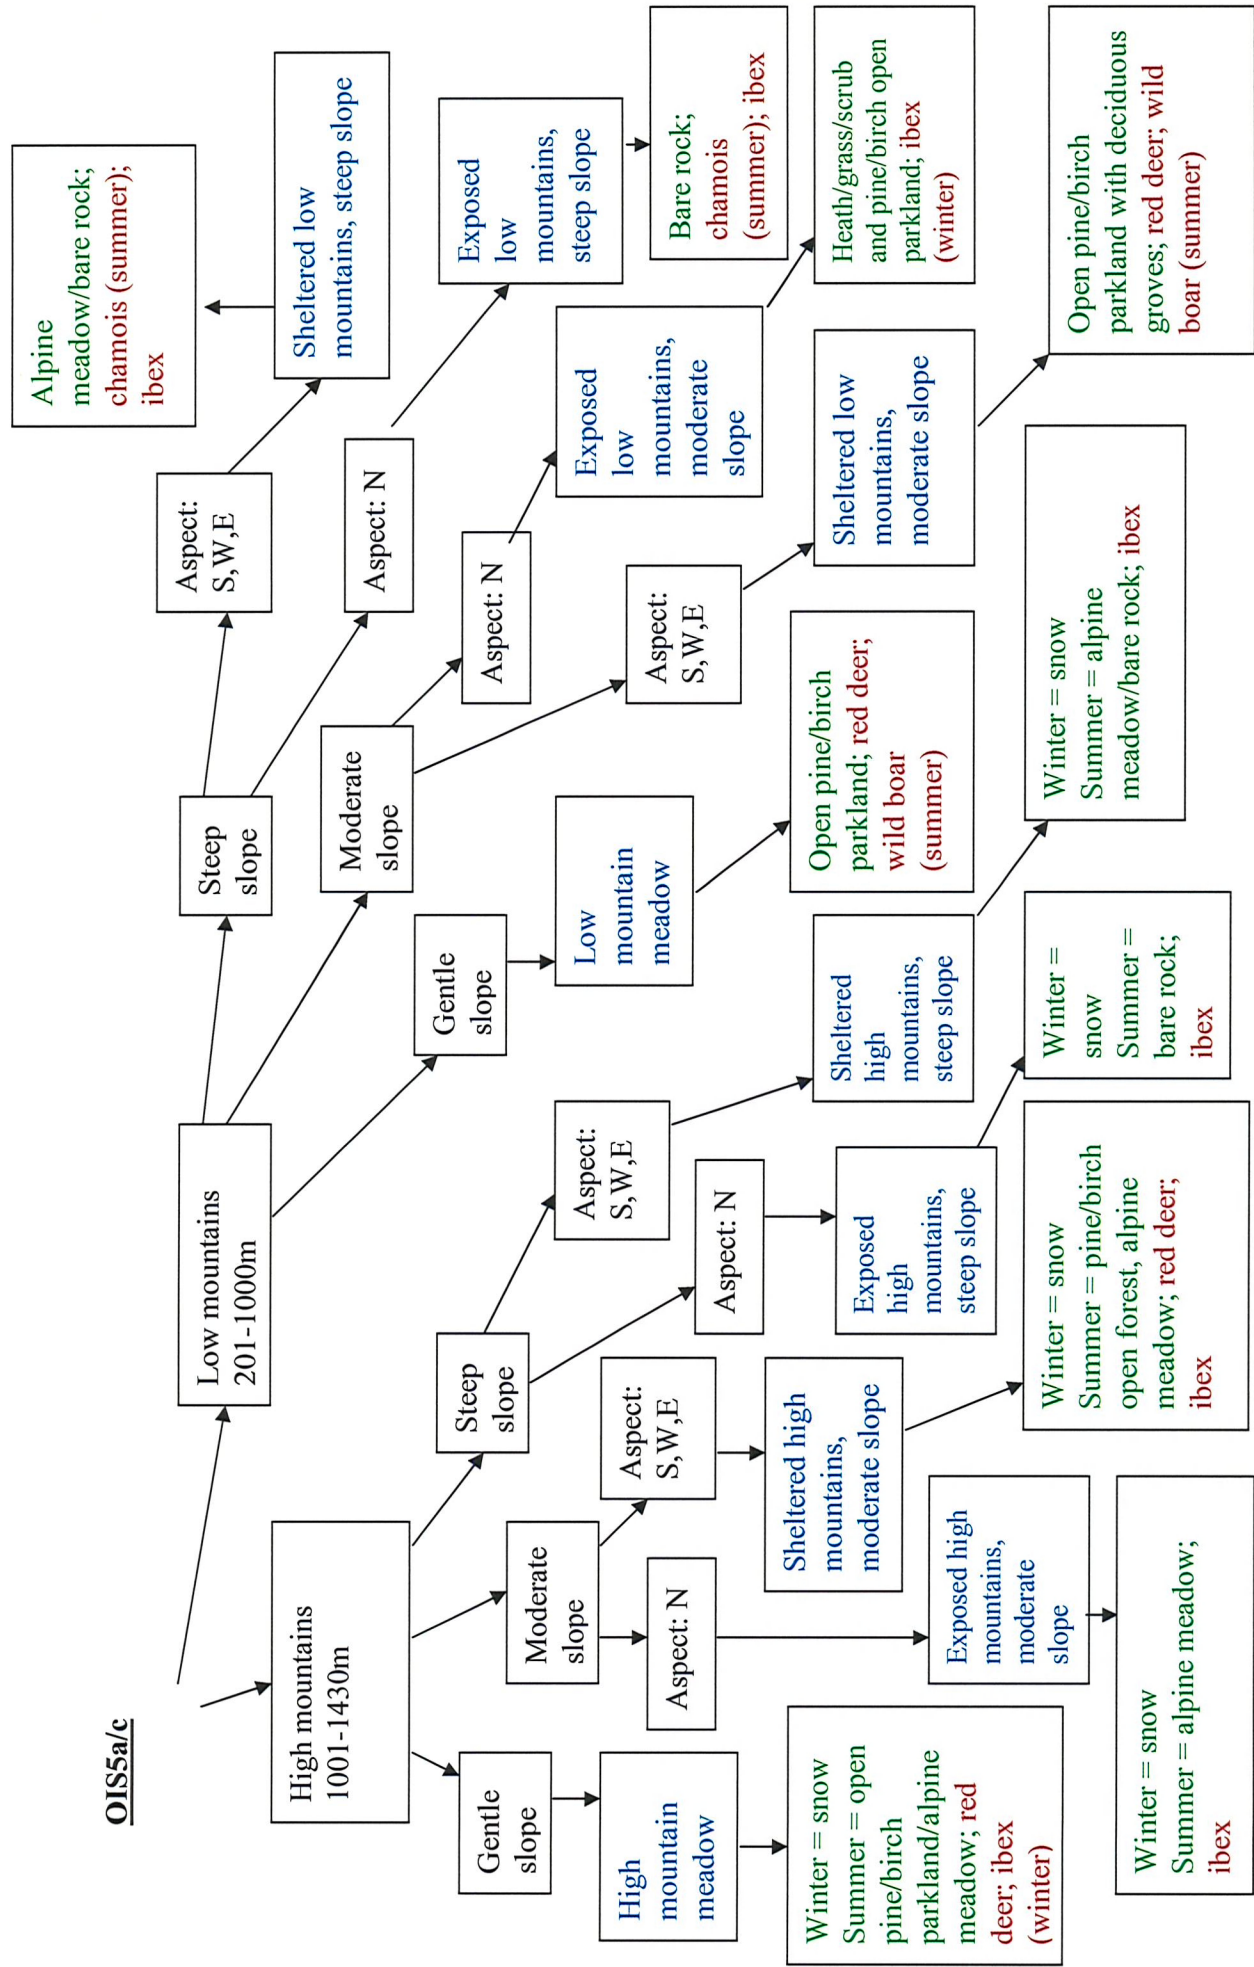 OIS5a/c
Low mountains
201-1000m
High mountains
1001-1430m
Steep
slope
Aspect:
S,W,E
Sheltered low
mountains, steep slope
Alpine
meadow/bare rock;
chamois (summer);
ibex
Aspect: N
Exposed
low
mountains,
steep slope
Bare rock;
chamois
(summer); ibex
Moderate
slope
Aspect: N
Exposed
low
mountains,
moderate
slope
Heath/grass/scrub
and pine/birch open
parkland; ibex
(winter)
Aspect:
S,W,E
Sheltered low
mountains,
moderate slope
Open pine/birch
parkland with deciduous
groves; red deer; wild
boar (summer)
Gentle
slope
Low
mountain
meadow
Open pine/birch
parkland; red deer;
wild boar
(summer)
Steep
slope
Aspect:
S,W,E
Sheltered
high
mountains,
steep slope
Winter = snow
Summer = alpine
meadow/bare rock; ibex
Aspect: N
Exposed
high
mountains,
steep slope
Winter =
snow
Summer =
bare rock;
ibex
Moderate
slope
Aspect:
S,W,E
Sheltered high
mountains,
moderate slope
Winter = snow
Summer = pine/birch
open forest, alpine
meadow; red deer;
ibex
Aspect: N
Exposed high
mountains,
moderate
slope
Winter = snow
Summer = alpine meadow;
ibex
Gentle
slope
High
mountain
meadow
Winter = snow
Summer = open
pine/birch
parkland/alpine
meadow; red
deer; ibex
(winter)